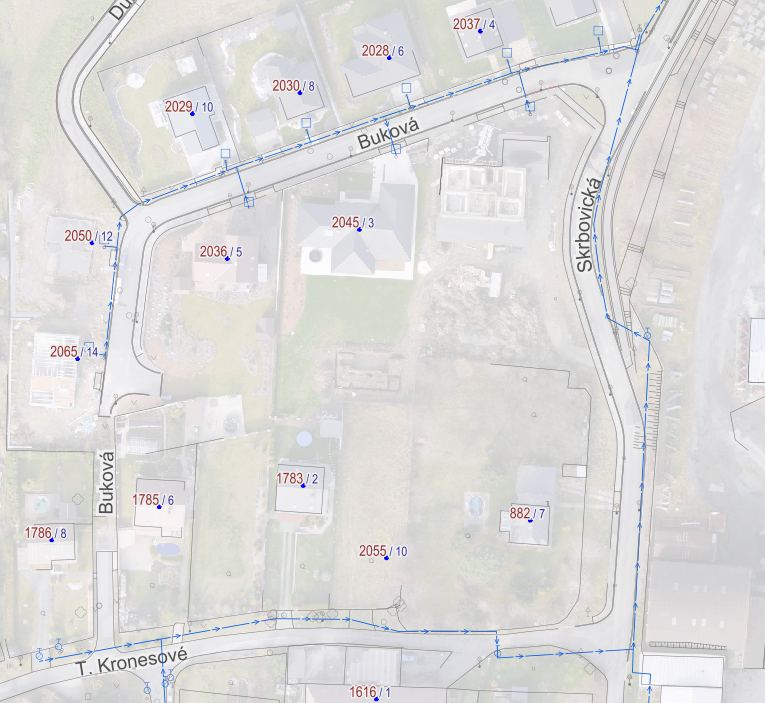 Du
2037 / 4
2028 / 6
2030 / 8
2029 / 10
Buková
2050 / 12
2045 / 3
2036 / 5
Skrbovická
2065 / 14
Buková
1783 / 2
1785 / 6
882 / 7
1786 / 8
2055 / 10
T. Kronesové
1616 / 1